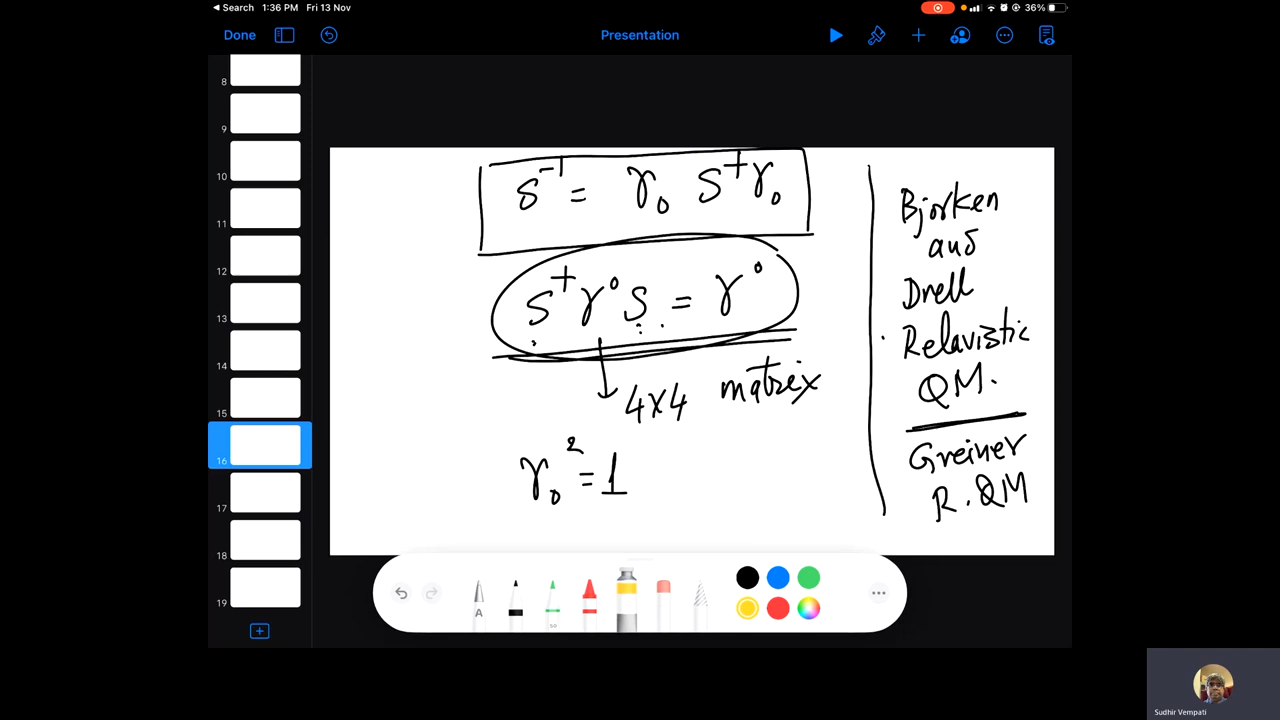 Search 1:36 PM Fri 13 Nov 36%
Done Presentation
8
9
10
11
12
13
14
15
16
17
18
19
S⁻¹ = γ₀ S†γ₀
S†γ⁰S = γ⁰
4x4 matrix
γ₀² = 1
Bjorken
and
Drell
Relavistic
QM.
Greiner
R.QM
A
Sudhir Vempati